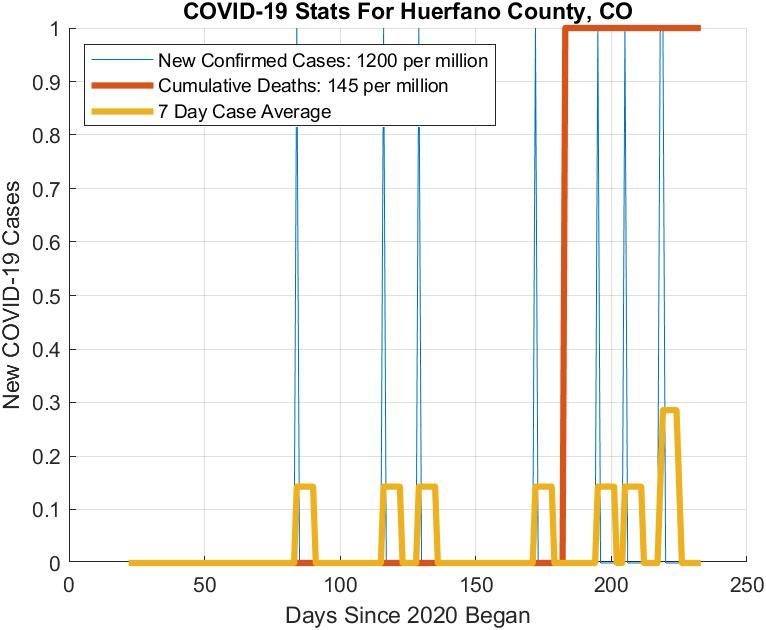 COVID-19 Stats For Huerfano County, CO
New Confirmed Cases: 1200 per million
Cumulative Deaths: 145 per million
7 Day Case Average
New COVID-19 Cases
1
0.9
0.8
0.7
0.6
0.5
0.4
0.3
0.2
0.1
0
0 50 100 150 200 250
Days Since 2020 Began